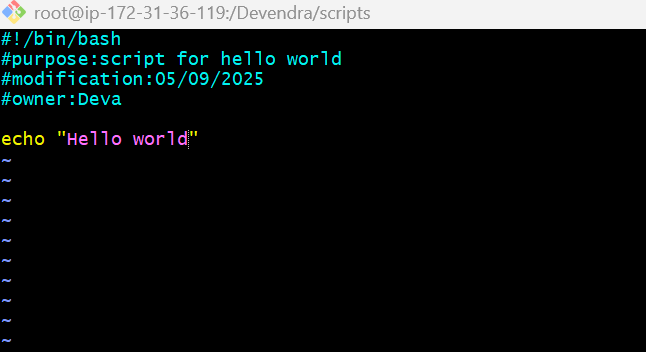 root@ip-172-31-36-119:/Devendra/scripts
#!/bin/bash
#purpose:script for hello world
#modification:05/09/2025
#owner:Deva

echo "Hello world"
~
~
~
~
~
~
~
~
~
~